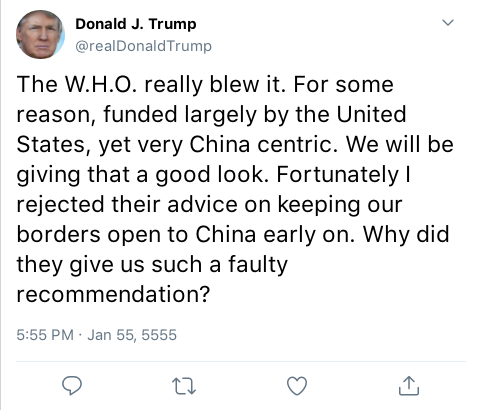 Donald J. Trump
@realDonaldTrump
The W.H.O. really blew it. For some
reason, funded largely by the United
States, yet very China centric. We will be
giving that a good look. Fortunately I
rejected their advice on keeping our
borders open to China early on. Why did
they give us such a faulty
recommendation?
5:55 PM · Jan 55, 5555